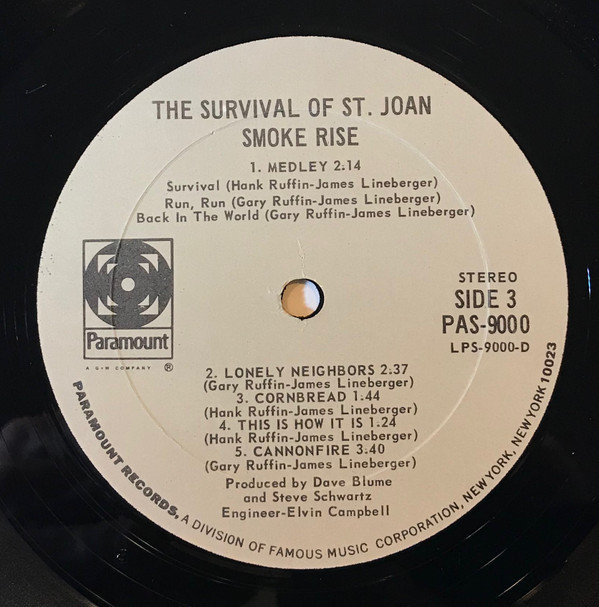 THE SURVIVAL OF ST. JOAN
SMOKE RISE
1. MEDLEY 2:14
Survival (Hank Ruffin-James Lineberger)
Run, Run (Gary Ruffin-James Lineberger)
Back In The World (Gary Ruffin-James Lineberger)
Paramount
A G+W COMPANY ®
STEREO
SIDE 3
PAS-9000
LPS-9000-D
2. LONELY NEIGHBORS 2:37
(Gary Ruffin-James Lineberger)
3. CORNBREAD 1:44
(Hank Ruffin-James Lineberger)
4. THIS IS HOW IT IS 1:24
(Hank Ruffin-James Lineberger)
5. CANNONFIRE 3:40
(Gary Ruffin-James Lineberger)
Produced by Dave Blume
and Steve Schwartz
Engineer-Elvin Campbell
PARAMOUNT RECORDS, A DIVISION OF FAMOUS MUSIC CORPORATION, NEW YORK, NEW YORK 10023